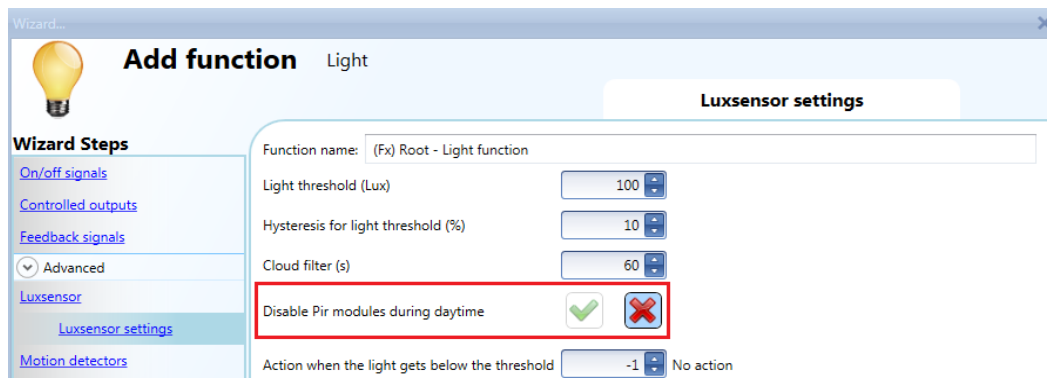 Wizard...
Add function Light
Luxsensor settings
Wizard Steps
Function name: (Fx) Root - Light function
On/off signals
Light threshold (Lux) 100
Controlled outputs
Hysteresis for light threshold (%) 10
Feedback signals
Cloud filter (s) 60
Advanced
Luxsensor
Disable Pir modules during daytime
Luxsensor settings
Motion detectors
Action when the light gets below the threshold -1 No action